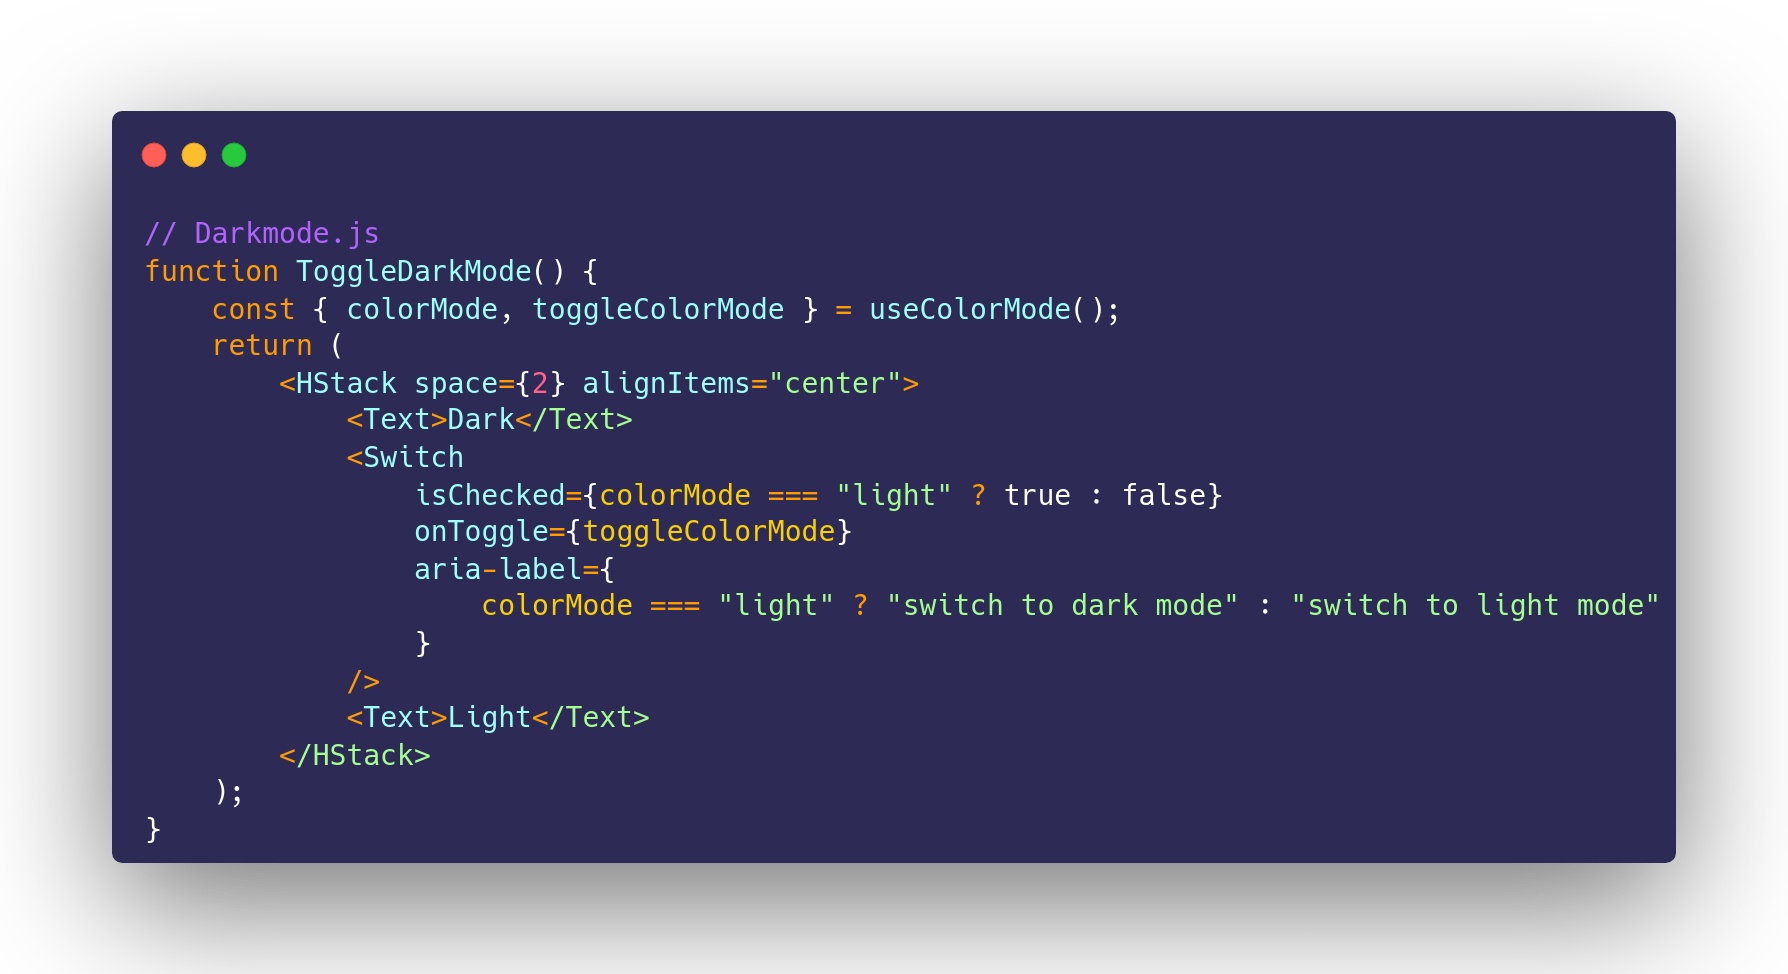 // Darkmode.js
function ToggleDarkMode() {
    const { colorMode, toggleColorMode } = useColorMode();
    return (
        <HStack space={2} alignItems="center">
            <Text>Dark</Text>
            <Switch
                isChecked={colorMode === "light" ? true : false}
                onToggle={toggleColorMode}
                aria-label={
                    colorMode === "light" ? "switch to dark mode" : "switch to light mode"
                }
            />
            <Text>Light</Text>
        </HStack>
    );
}